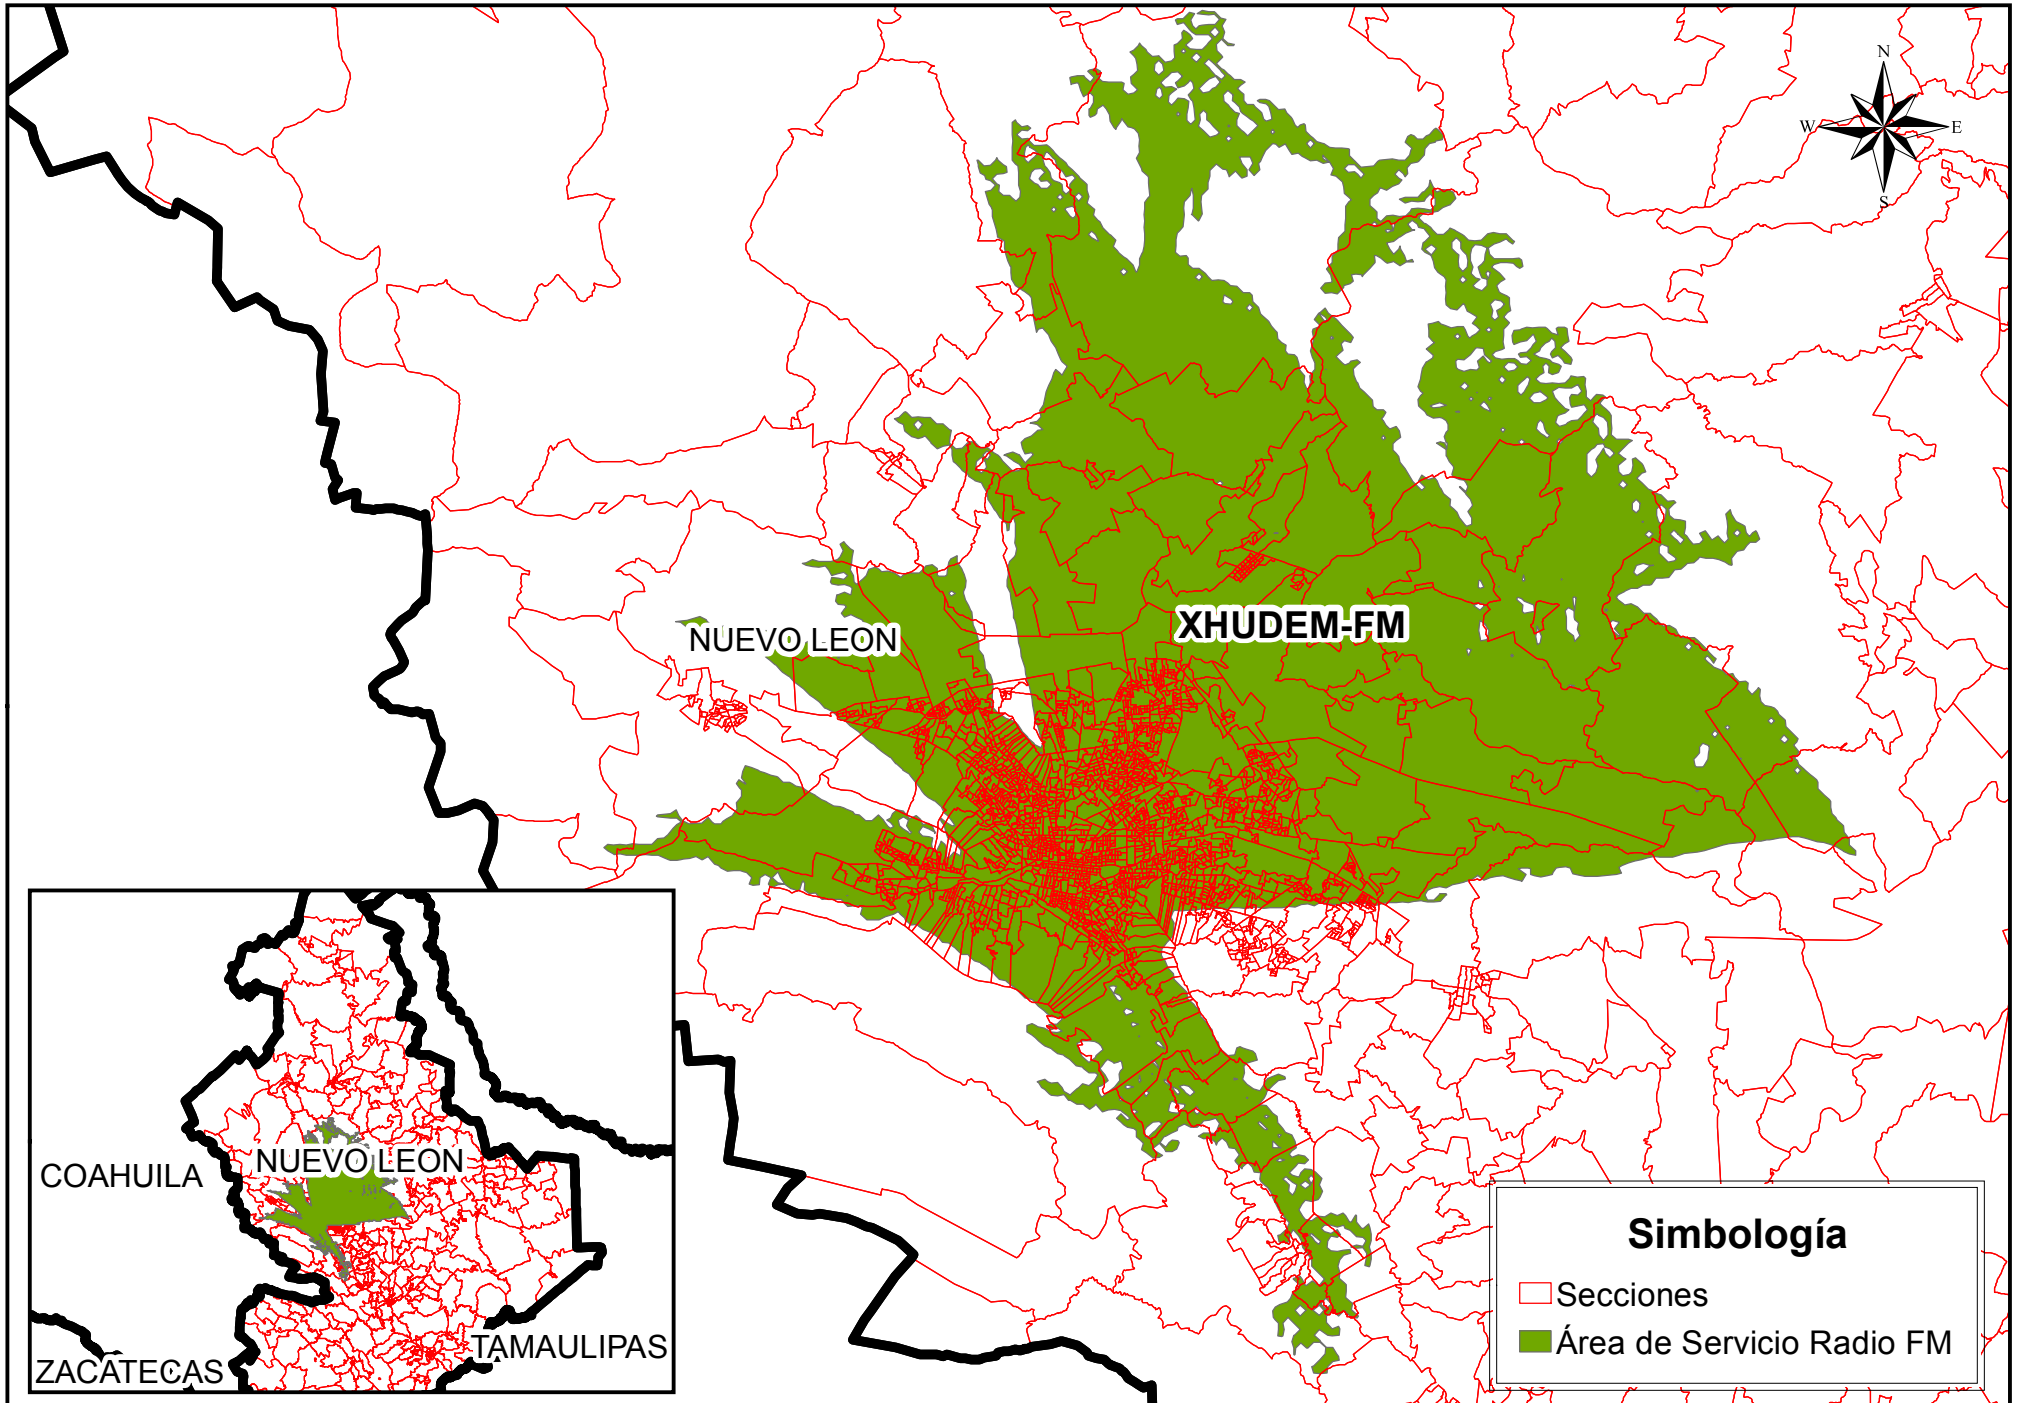 N
W E
S
NUEVO LEON
XHUDEM-FM
COAHUILA
NUEVO LEON
ZACATECAS
TAMAULIPAS
Simbología
Secciones
Área de Servicio Radio FM